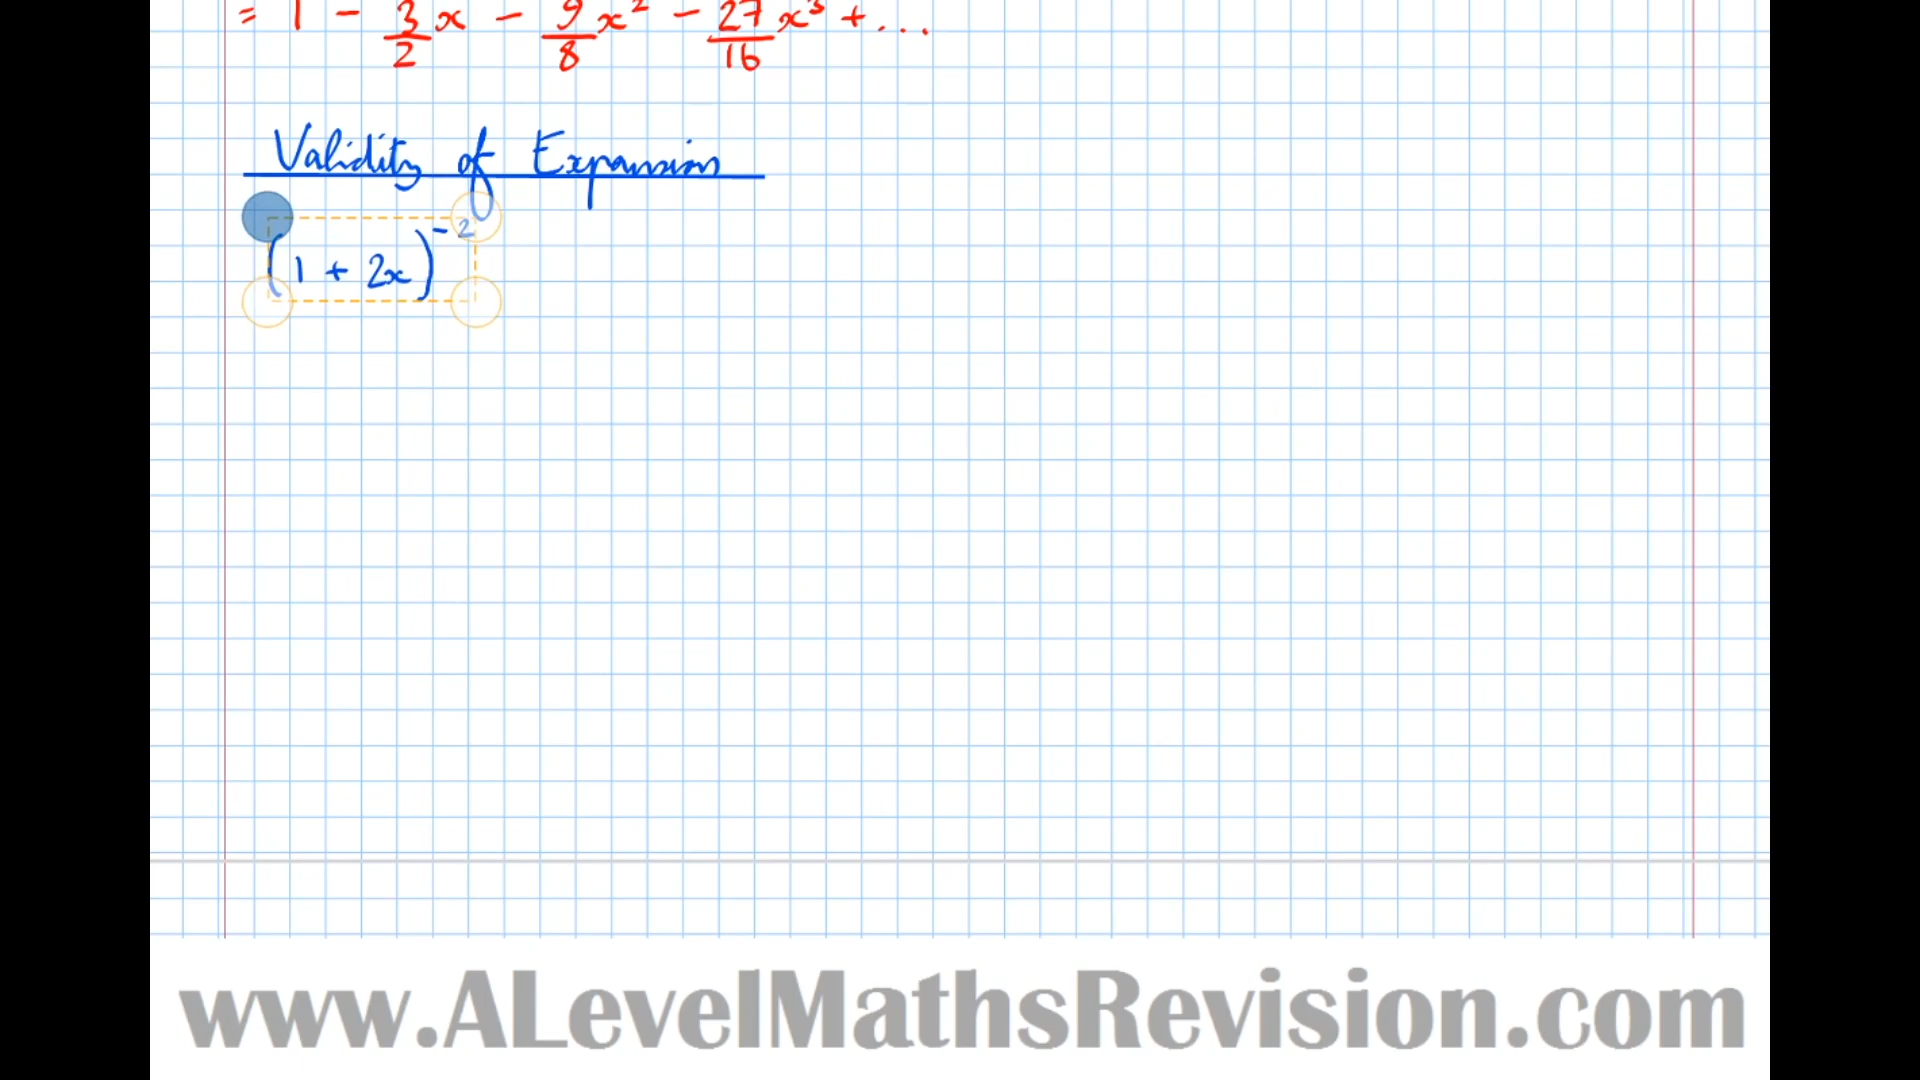 = 1 - 3/2 x - 9/8 x² - 27/16 x³ + ...
Validity of Expansion
(1 + 2x)⁻²
www.ALevelMathsRevision.com